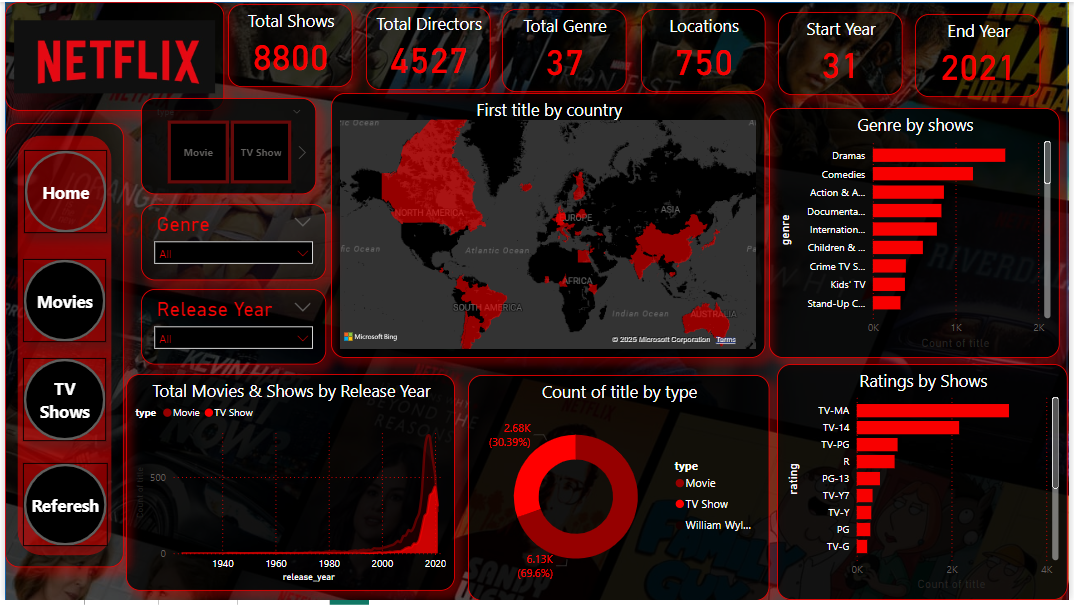 NETFLIX
Total Shows
8800
Total Directors
4527
Total Genre
37
Locations
750
Start Year
31
End Year
2021
Home
Movies
TV
Shows
Referesh
Movie
TV Show
Genre
All
Release Year
All
First title by country
NORTH AMERICA
EUROPE
ASIA
Atlantic Ocean
AFRICA
SOUTH AMERICA
Indian Ocean
AUSTRALIA
Microsoft Bing
© 2025 Microsoft Corporation Terms
Genre by shows
genre
Dramas
Comedies
Action & A...
Documenta...
Internation...
Children & ...
Crime TV S...
Kids' TV
Stand-Up C...
0K 1K 2K
Count of title
Total Movies & Shows by Release Year
type Movie TV Show
500
0
1940 1960 1980 2000 2020
release_year
Count of title by type
2.68K
(30.39%)
6.13K
(69.6%)
type
Movie
TV Show
William Wyl...
Ratings by Shows
rating
TV-MA
TV-14
TV-PG
R
PG-13
TV-Y7
TV-Y
PG
TV-G
0K 2K 4K
Count of title